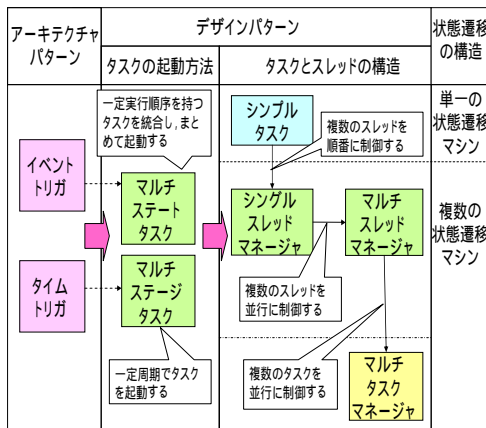 アーキテクチャ
パターン
デザインパターン
状態遷移
の構造
タスクの起動方法
タスクとスレッドの構造
一定実行順序を持つ
タスクを統合し,まと
めて起動する
シンプル
タスク
複数のスレッドを
順番に制御する
単一の
状態遷移
マシン
イベント
トリガ
マルチ
ステート
タスク
シングル
スレッド
マネージャ
マルチ
スレッド
マネージャ
複数の
状態遷移
マシン
タイム
トリガ
マルチ
ステージ
タスク
複数のスレッドを
並行に制御する
一定周期でタスク
を起動する
複数のタスクを
並行に制御する
マルチ
タスク
マネージャ